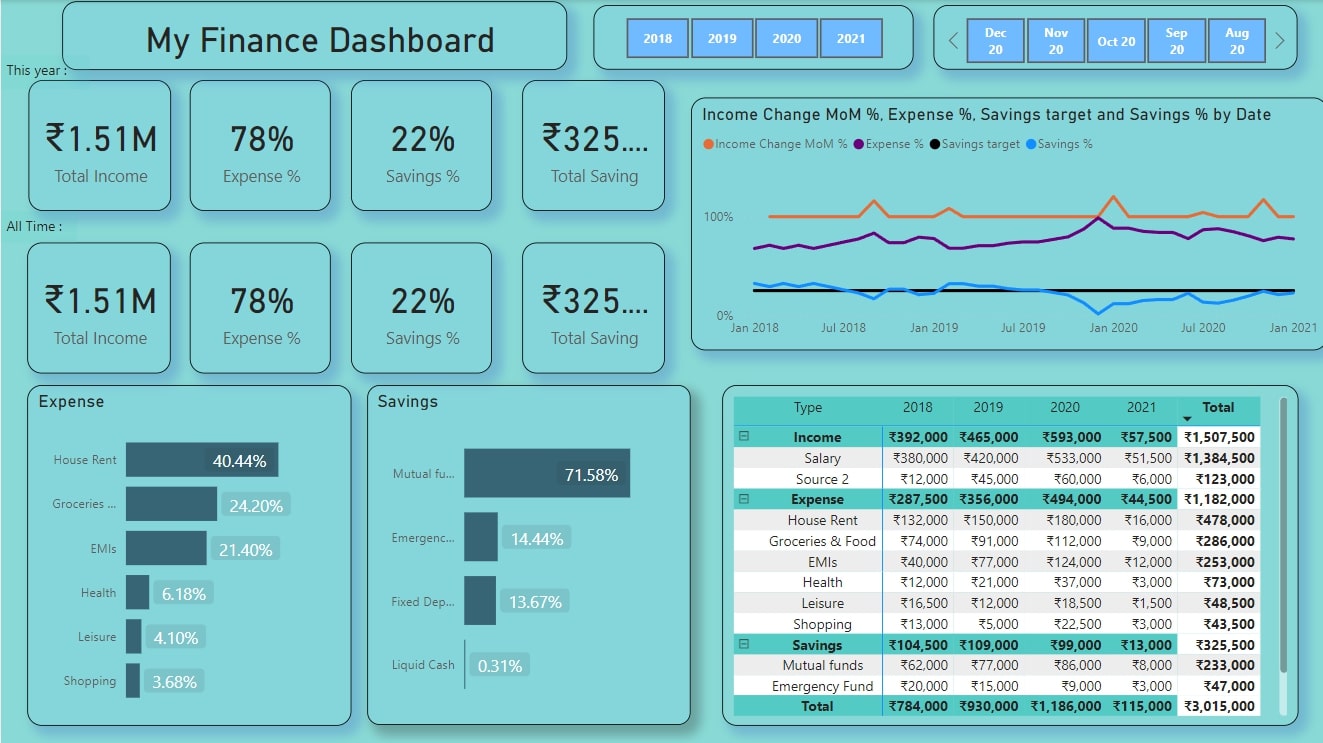 My Finance Dashboard
2018 2019 2020 2021
Dec 20 Nov 20 Oct 20 Sep 20 Aug 20
This year :
₹1.51M 78% 22% ₹325....
Total Income Expense % Savings % Total Saving
All Time :
₹1.51M 78% 22% ₹325....
Total Income Expense % Savings % Total Saving
Income Change MoM %, Expense %, Savings target and Savings % by Date
Income Change MoM % Expense % Savings target Savings %
100%
0%
Jan 2018 Jul 2018 Jan 2019 Jul 2019 Jan 2020 Jul 2020 Jan 2021
Expense
House Rent 40.44%
Groceries ... 24.20%
EMIs 21.40%
Health 6.18%
Leisure 4.10%
Shopping 3.68%
Savings
Mutual fu... 71.58%
Emergenc... 14.44%
Fixed Dep... 13.67%
Liquid Cash 0.31%
Type 2018 2019 2020 2021 Total
Income ₹392,000 ₹465,000 ₹593,000 ₹57,500 ₹1,507,500
Salary ₹380,000 ₹420,000 ₹533,000 ₹51,500 ₹1,384,500
Source 2 ₹12,000 ₹45,000 ₹60,000 ₹6,000 ₹123,000
Expense ₹287,500 ₹356,000 ₹494,000 ₹44,500 ₹1,182,000
House Rent ₹132,000 ₹150,000 ₹180,000 ₹16,000 ₹478,000
Groceries & Food ₹74,000 ₹91,000 ₹112,000 ₹9,000 ₹286,000
EMIs ₹40,000 ₹77,000 ₹124,000 ₹12,000 ₹253,000
Health ₹12,000 ₹21,000 ₹37,000 ₹3,000 ₹73,000
Leisure ₹16,500 ₹12,000 ₹18,500 ₹1,500 ₹48,500
Shopping ₹13,000 ₹5,000 ₹22,500 ₹3,000 ₹43,500
Savings ₹104,500 ₹109,000 ₹99,000 ₹13,000 ₹325,500
Mutual funds ₹62,000 ₹77,000 ₹86,000 ₹8,000 ₹233,000
Emergency Fund ₹20,000 ₹15,000 ₹9,000 ₹3,000 ₹47,000
Total ₹784,000 ₹930,000 ₹1,186,000 ₹115,000 ₹3,015,000